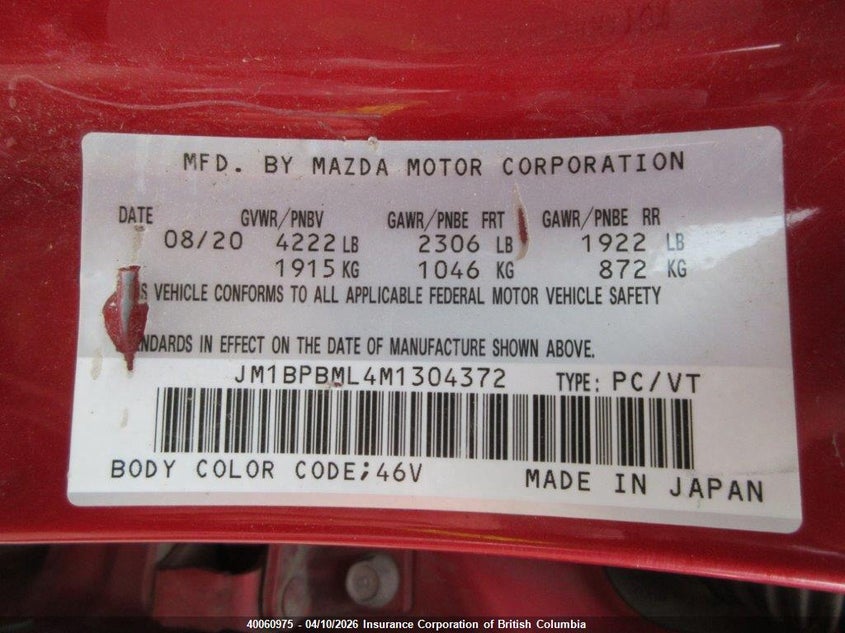 MFD. BY MAZDA MOTOR CORPORATION
DATE GVWR/PNBV GAWR/PNBE FRT GAWR/PNBE RR
08/20 4222 LB 2306 LB 1922 LB
1915 KG 1046 KG 872 KG
VEHICLE CONFORMS TO ALL APPLICABLE FEDERAL MOTOR VEHICLE SAFETY
IN EFFECT ON THE DATE OF MANUFACTURE SHOWN ABOVE.
JM1BPBML4M1304372 TYPE: PC/VT
BODY COLOR CODE;46V MADE IN JAPAN
40060975 - 04/10/2026 Insurance Corporation of British Columbia